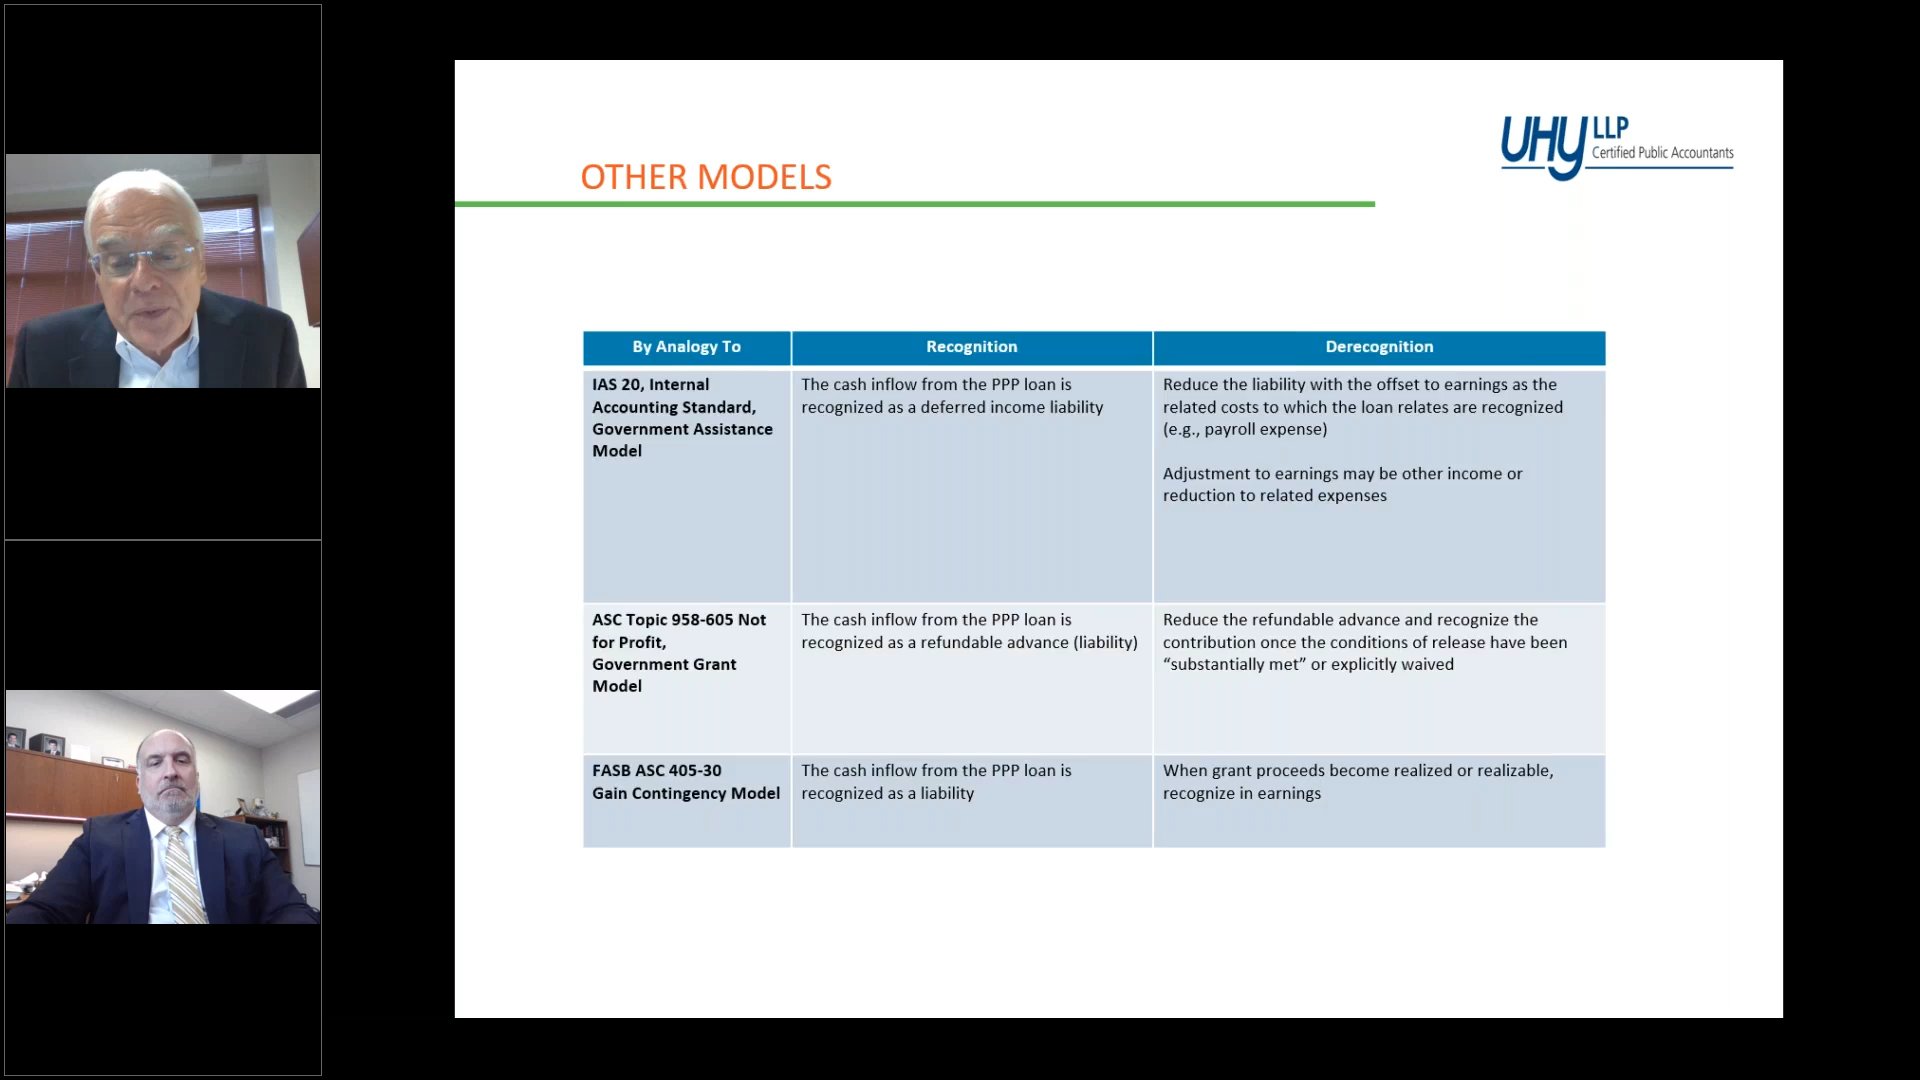 UHY LLP
Certified Public Accountants
OTHER MODELS
By Analogy To
Recognition
Derecognition
IAS 20, Internal
Accounting Standard,
Government Assistance
Model
The cash inflow from the PPP loan is
recognized as a deferred income liability
Reduce the liability with the offset to earnings as the
related costs to which the loan relates are recognized
(e.g., payroll expense)
Adjustment to earnings may be other income or
reduction to related expenses
ASC Topic 958-605 Not
for Profit,
Government Grant
Model
The cash inflow from the PPP loan is
recognized as a refundable advance (liability)
Reduce the refundable advance and recognize the
contribution once the conditions of release have been
“substantially met” or explicitly waived
FASB ASC 405-30
Gain Contingency Model
The cash inflow from the PPP loan is
recognized as a liability
When grant proceeds become realized or realizable,
recognize in earnings